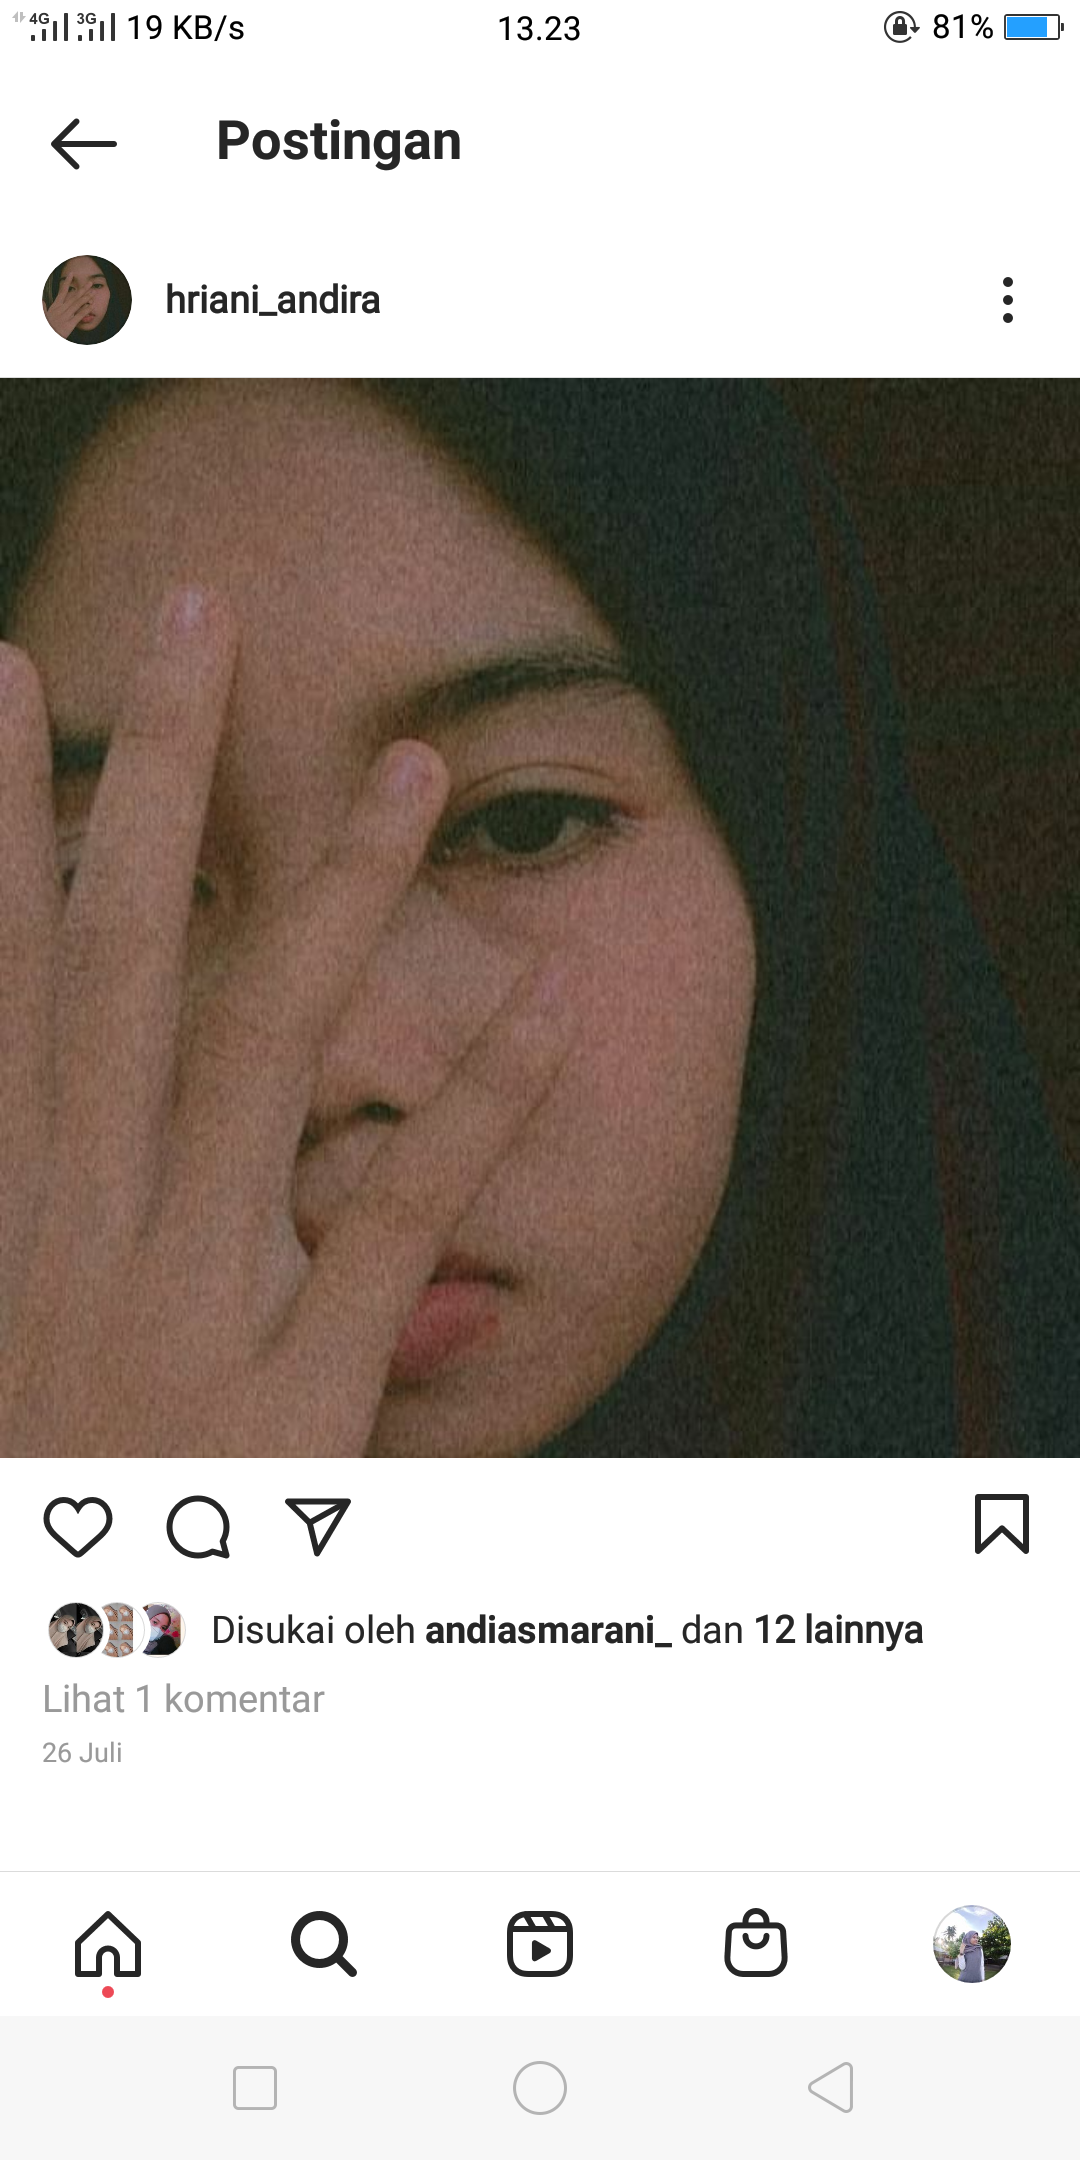 4G 3G 19 KB/s 13.23 81%
Postingan
hriani_andira
Disukai oleh andiasmarani_ dan 12 lainnya
Lihat 1 komentar
26 Juli